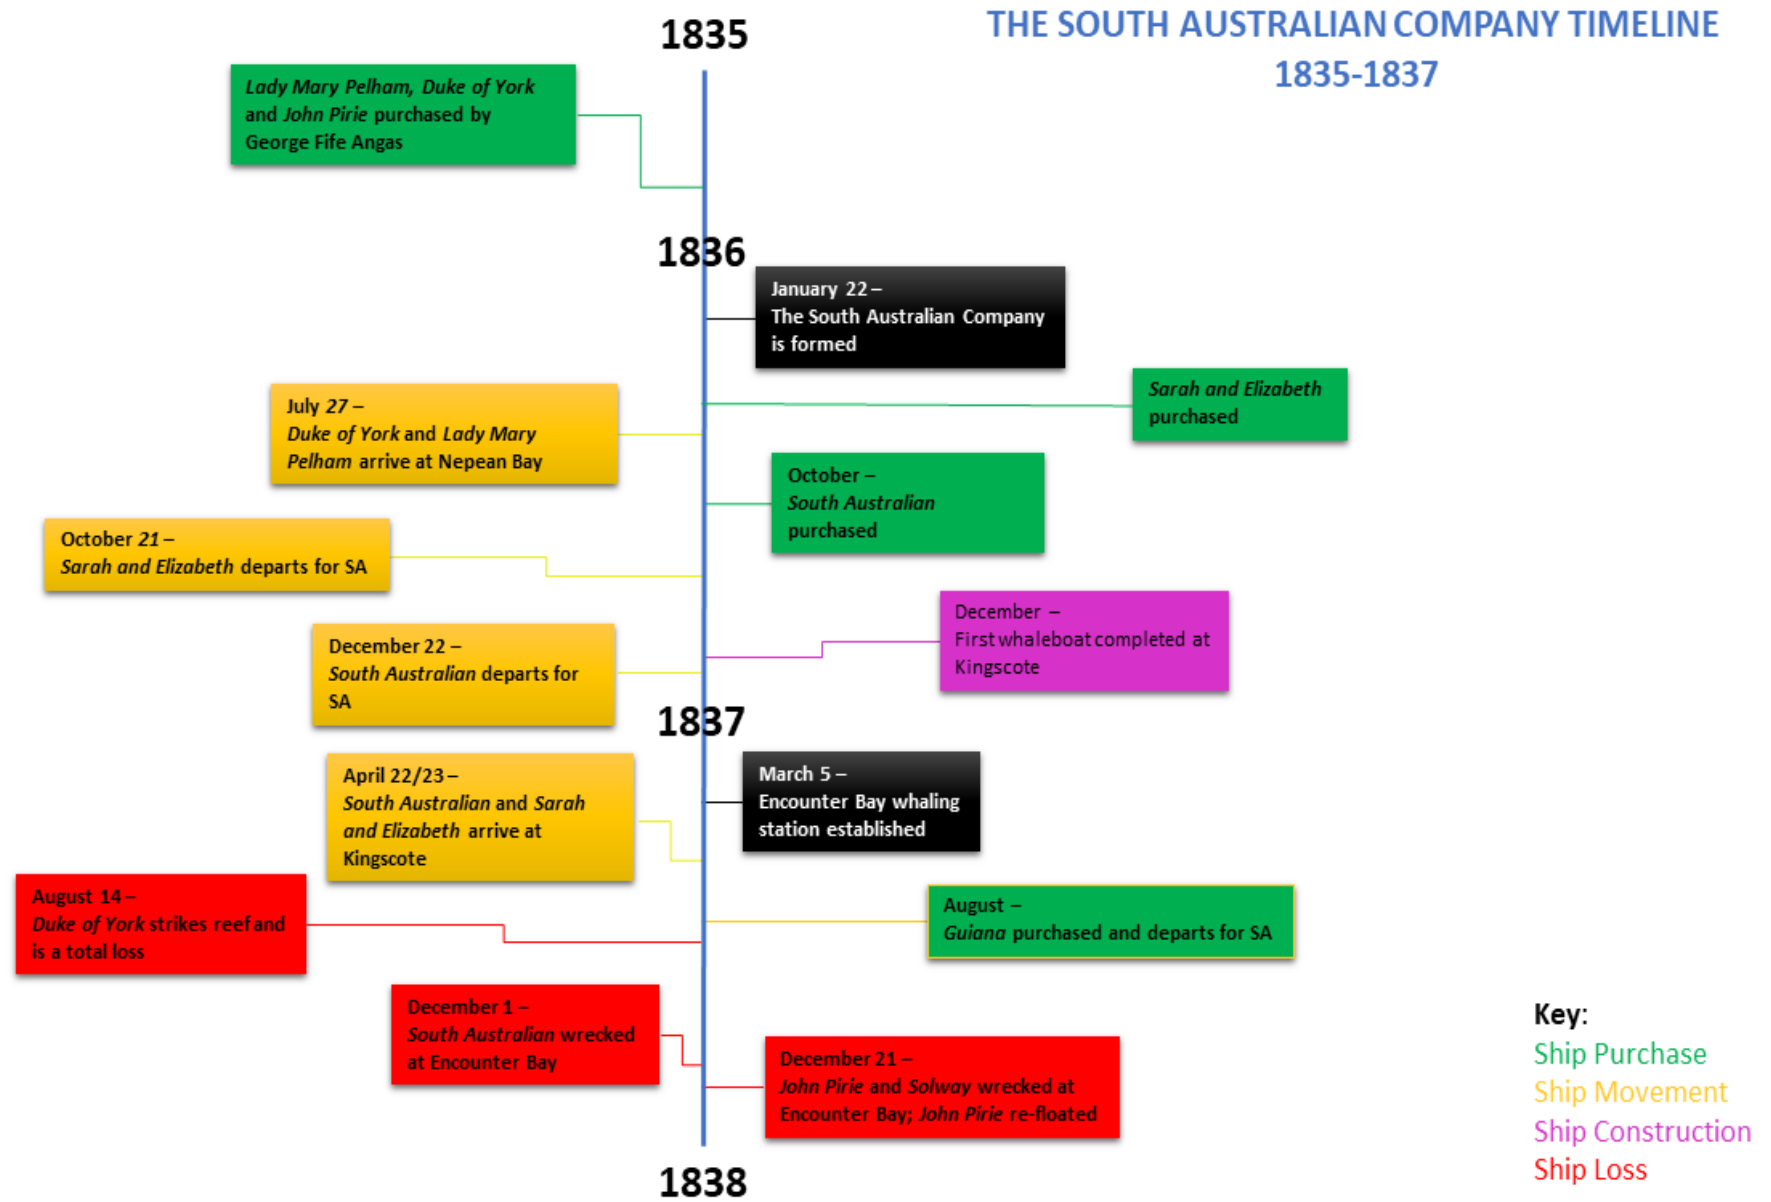 THE SOUTH AUSTRALIAN COMPANY TIMELINE
1835-1837
1835
Lady Mary Pelham, Duke of York
and John Pirie purchased by
George Fife Angas
1836
January 22 –
The South Australian Company
is formed
Sarah and Elizabeth
purchased
July 27 –
Duke of York and Lady Mary
Pelham arrive at Nepean Bay
October –
South Australian
purchased
October 21 –
Sarah and Elizabeth departs for SA
December –
First whaleboat completed at
Kingscote
December 22 –
South Australian departs for
SA
1837
March 5 –
Encounter Bay whaling
station established
April 22/23 –
South Australian and Sarah
and Elizabeth arrive at
Kingscote
August 14 –
Duke of York strikes reef and
is a total loss
August –
Guiana purchased and departs for SA
December 1 –
South Australian wrecked
at Encounter Bay
December 21 –
John Pirie and Solway wrecked at
Encounter Bay; John Pirie re-floated
1838
Key:
Ship Purchase
Ship Movement
Ship Construction
Ship Loss